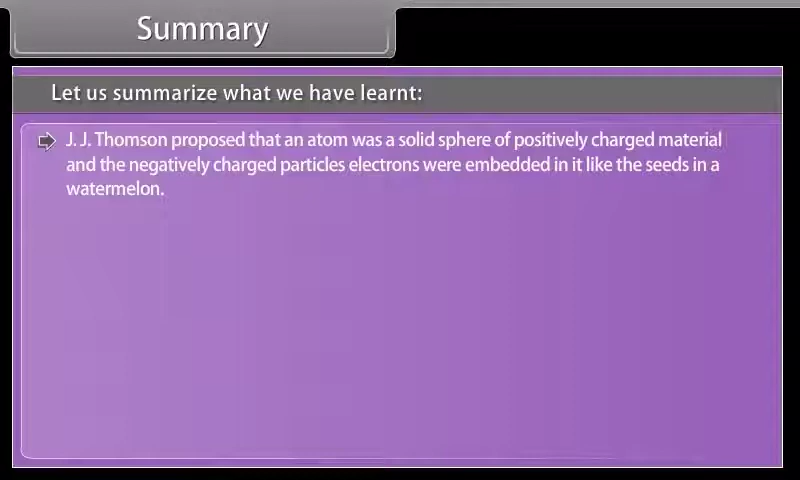 Summary
Let us summarize what we have learnt:
J. J. Thomson proposed that an atom was a solid sphere of positively charged material
and the negatively charged particles electrons were embedded in it like the seeds in a
watermelon.